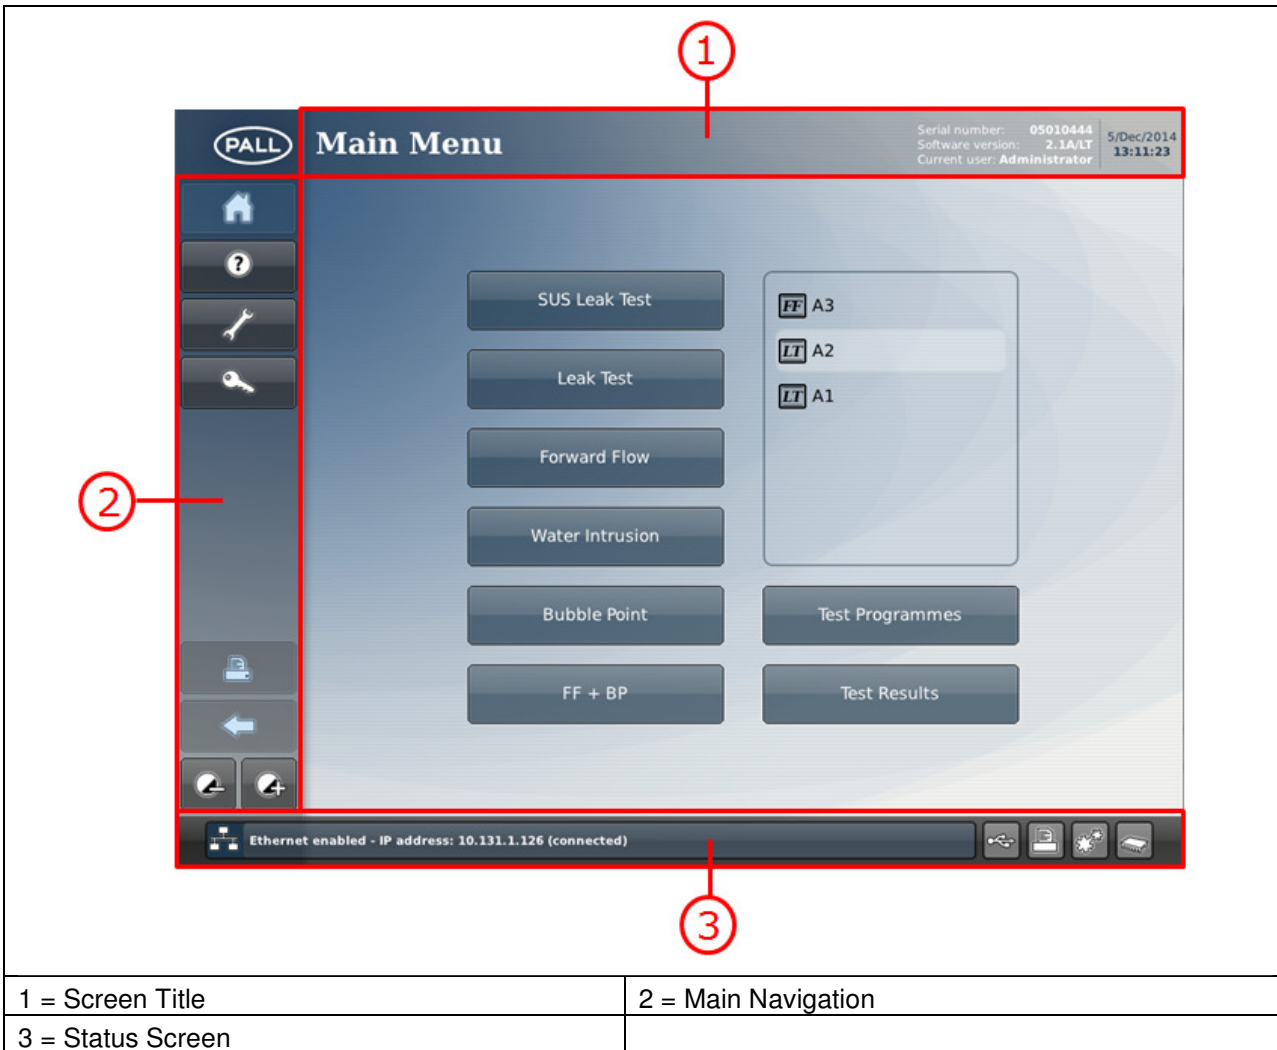 1
PALL
Main Menu
Serial number: 05010444
Software version: 2.1A/LT
Current user: Administrator
5/Dec/2014
13:11:23
?
SUS Leak Test
Leak Test
Forward Flow
Water Intrusion
Bubble Point
FF + BP
FF A3
LT A2
LT A1
Test Programmes
Test Results
2
Ethernet enabled - IP address: 10.131.1.126 (connected)
3
1 = Screen Title
2 = Main Navigation
3 = Status Screen